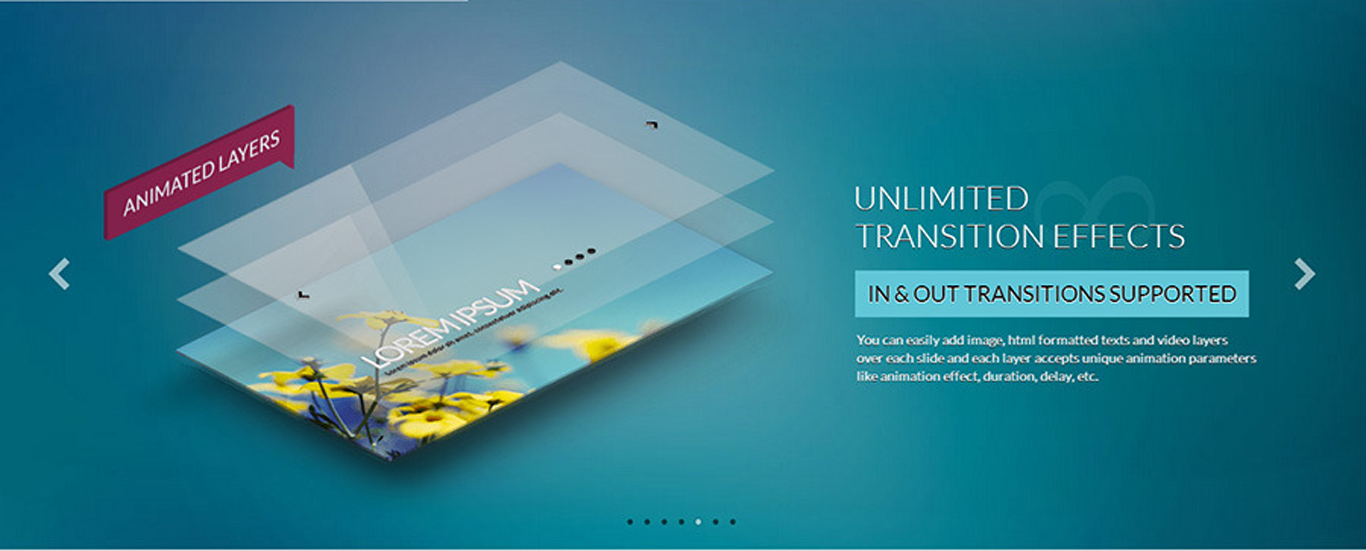 ANIMATED LAYERS
LOREM IPSUM
Lorem ipsum dolor sit amet, consectetuer adipiscing elit.
UNLIMITED
TRANSITION EFFECTS
IN & OUT TRANSITIONS SUPPORTED
You can easily add image, html formatted texts and video layers
over each slide and each layer accepts unique animation parameters
like animation effect, duration, delay, etc.